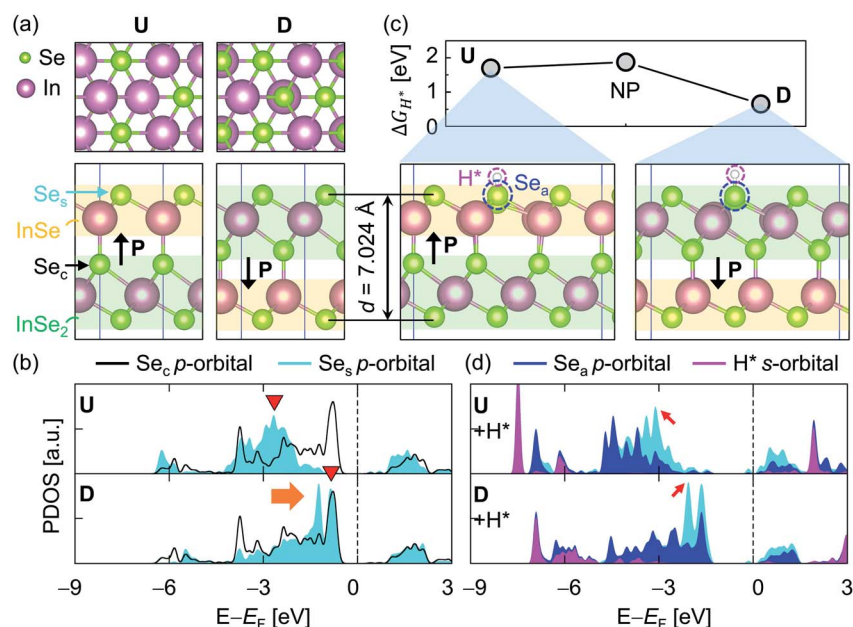 (a) U D
Se
In
Se_s
InSe
P
P
Se_c
InSe₂
d = 7.024 Å
(c)
ΔG_H* [eV]
2
1
0
U
NP
D
H*
Se_a
P
P
(b) Se_c p-orbital Se_s p-orbital
PDOS [a.u.]
U
D
−9 −6 −3 0 3
E−E_F [eV]
(d) Se_a p-orbital H* s-orbital
U
+H*
D
+H*
−9 −6 −3 0 3
E−E_F [eV]